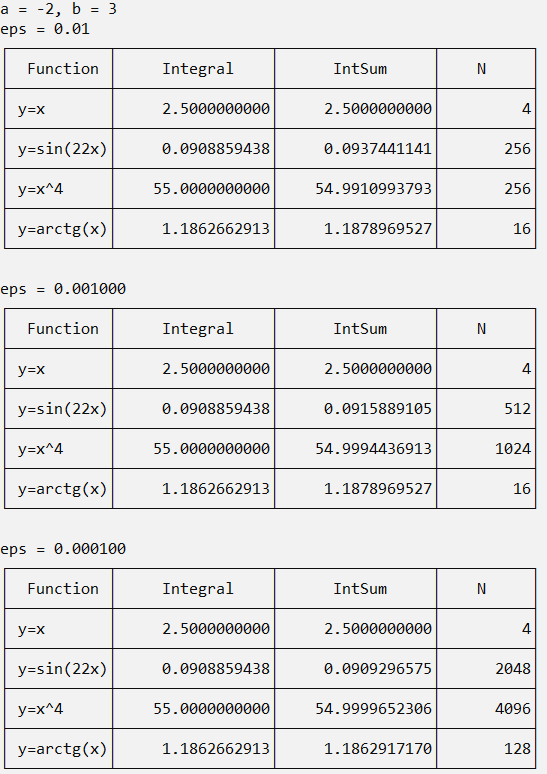 a = -2, b = 3
eps = 0.01
Function Integral IntSum N
y=x 2.5000000000 2.5000000000 4
y=sin(22x) 0.0908859438 0.0937441141 256
y=x^4 55.0000000000 54.9910993793 256
y=arctg(x) 1.1862662913 1.1878969527 16
eps = 0.001000
Function Integral IntSum N
y=x 2.5000000000 2.5000000000 4
y=sin(22x) 0.0908859438 0.0915889105 512
y=x^4 55.0000000000 54.9994436913 1024
y=arctg(x) 1.1862662913 1.1878969527 16
eps = 0.000100
Function Integral IntSum N
y=x 2.5000000000 2.5000000000 4
y=sin(22x) 0.0908859438 0.0909296575 2048
y=x^4 55.0000000000 54.9999652306 4096
y=arctg(x) 1.1862662913 1.1862917170 128